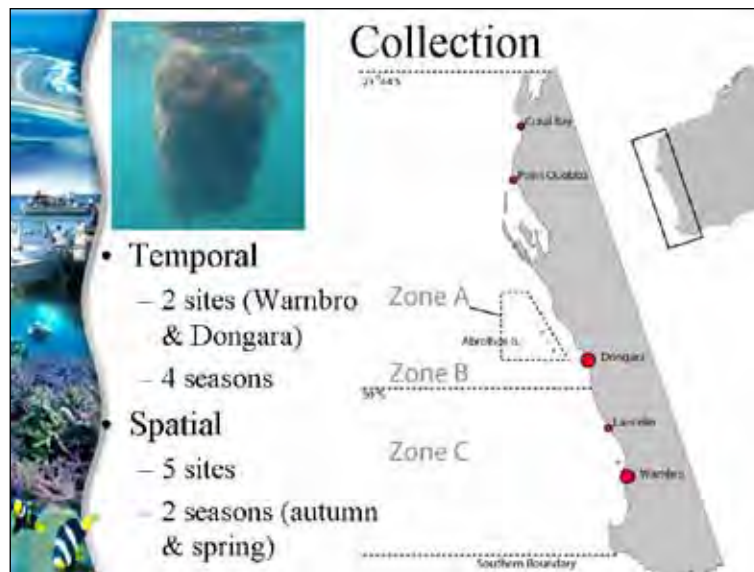 Collection
• Temporal
– 2 sites (Warnbro
& Dongara)
– 4 seasons
• Spatial
– 5 sites
– 2 seasons (autumn
& spring)
Coral Bay
Point Quobba
Zone A
Abrolhos Is.
Dongara
Zone B
Lancelin
Zone C
Warnbro
Southern Boundary